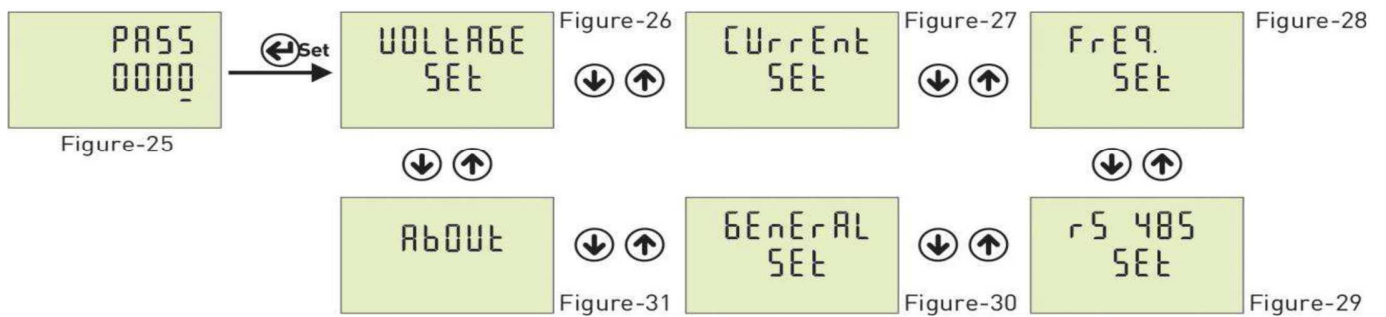 PASS
0000
Figure-25
Set
VOLtAGE
SEt
Figure-26
CUrrEnt
SEt
Figure-27
FrEq.
SEt
Figure-28
AbOUt
Figure-31
GEnErAL
SEt
Figure-30
rS 485
SEt
Figure-29